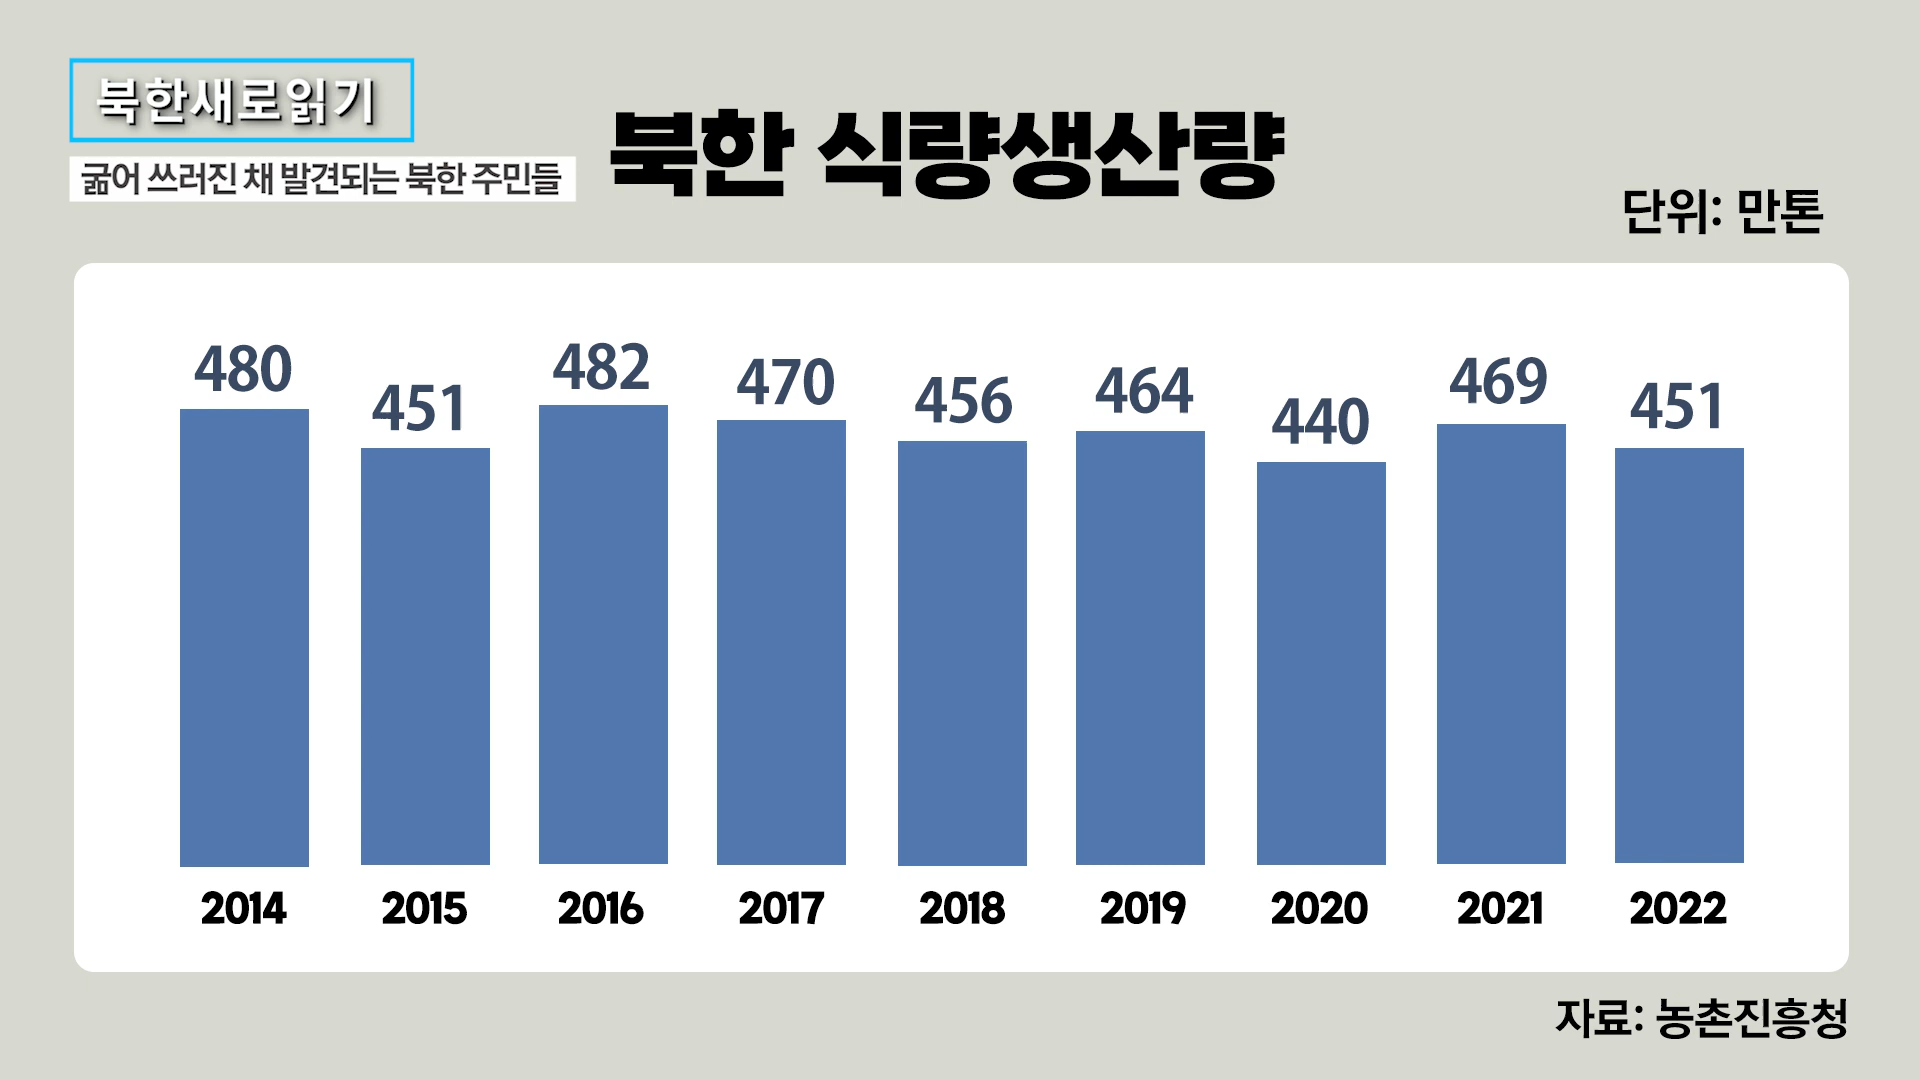 북한새로읽기
굶어 쓰러진 채 발견되는 북한 주민들
북한 식량생산량
단위: 만톤
480 451 482 470 456 464 440 469 451
2014 2015 2016 2017 2018 2019 2020 2021 2022
자료: 농촌진흥청